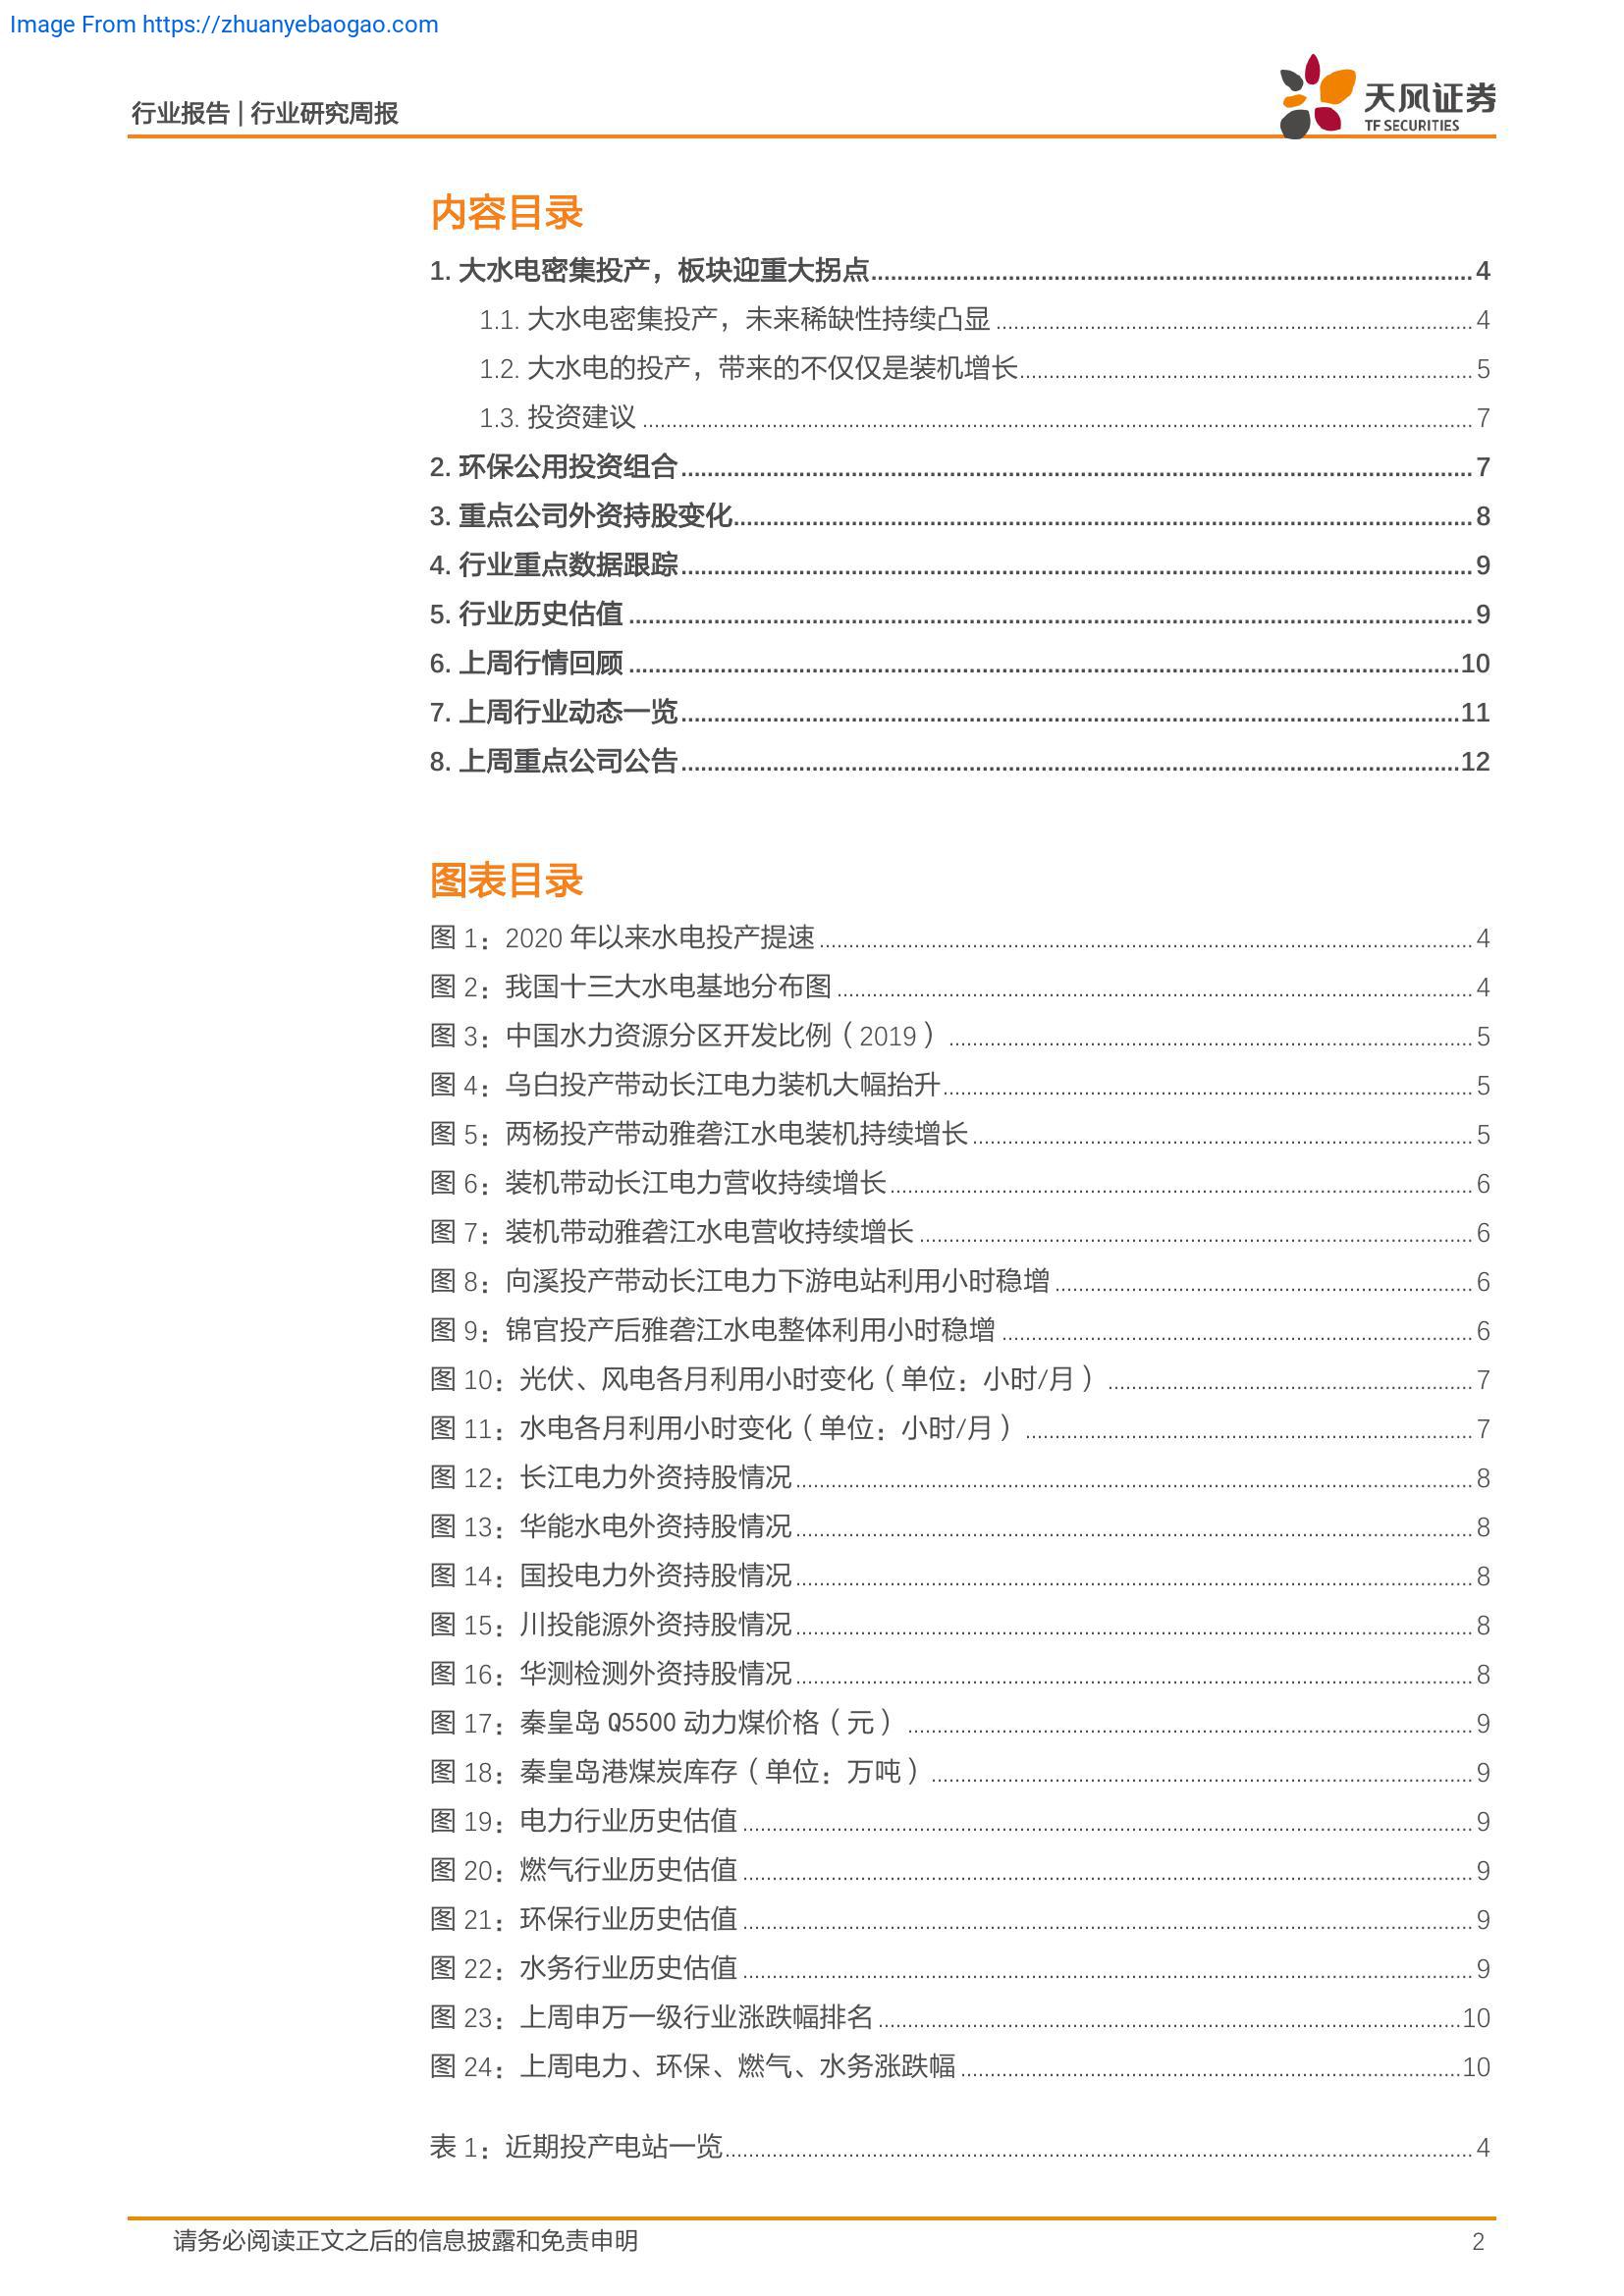 Image From https://zhuanyebaogao.com
行业报告 | 行业研究周报
天风证券
TF SECURITIES
内容目录
1. 大水电密集投产，板块迎重大拐点 4
1.1. 大水电密集投产，未来稀缺性持续凸显 4
1.2. 大水电的投产，带来的不仅仅是装机增长 5
1.3. 投资建议 7
2. 环保公用投资组合 7
3. 重点公司外资持股变化 8
4. 行业重点数据跟踪 9
5. 行业历史估值 9
6. 上周行情回顾 10
7. 上周行业动态一览 11
8. 上周重点公司公告 12
图表目录
图 1：2020 年以来水电投产提速 4
图 2：我国十三大水电基地分布图 4
图 3：中国水力资源分区开发比例（2019） 5
图 4：乌白投产带动长江电力装机大幅抬升 5
图 5：两杨投产带动雅砻江水电装机持续增长 5
图 6：装机带动长江电力营收持续增长 6
图 7：装机带动雅砻江水电营收持续增长 6
图 8：向溪投产带动长江电力下游电站利用小时稳增 6
图 9：锦官投产后雅砻江水电整体利用小时稳增 6
图 10：光伏、风电各月利用小时变化（单位：小时/月） 7
图 11：水电各月利用小时变化（单位：小时/月） 7
图 12：长江电力外资持股情况 8
图 13：华能水电外资持股情况 8
图 14：国投电力外资持股情况 8
图 15：川投能源外资持股情况 8
图 16：华测检测外资持股情况 8
图 17：秦皇岛 Q5500 动力煤价格（元） 9
图 18：秦皇岛港煤炭库存（单位：万吨） 9
图 19：电力行业历史估值 9
图 20：燃气行业历史估值 9
图 21：环保行业历史估值 9
图 22：水务行业历史估值 9
图 23：上周申万一级行业涨跌幅排名 10
图 24：上周电力、环保、燃气、水务涨跌幅 10
表 1：近期投产电站一览 4
请务必阅读正文之后的信息披露和免责申明 2